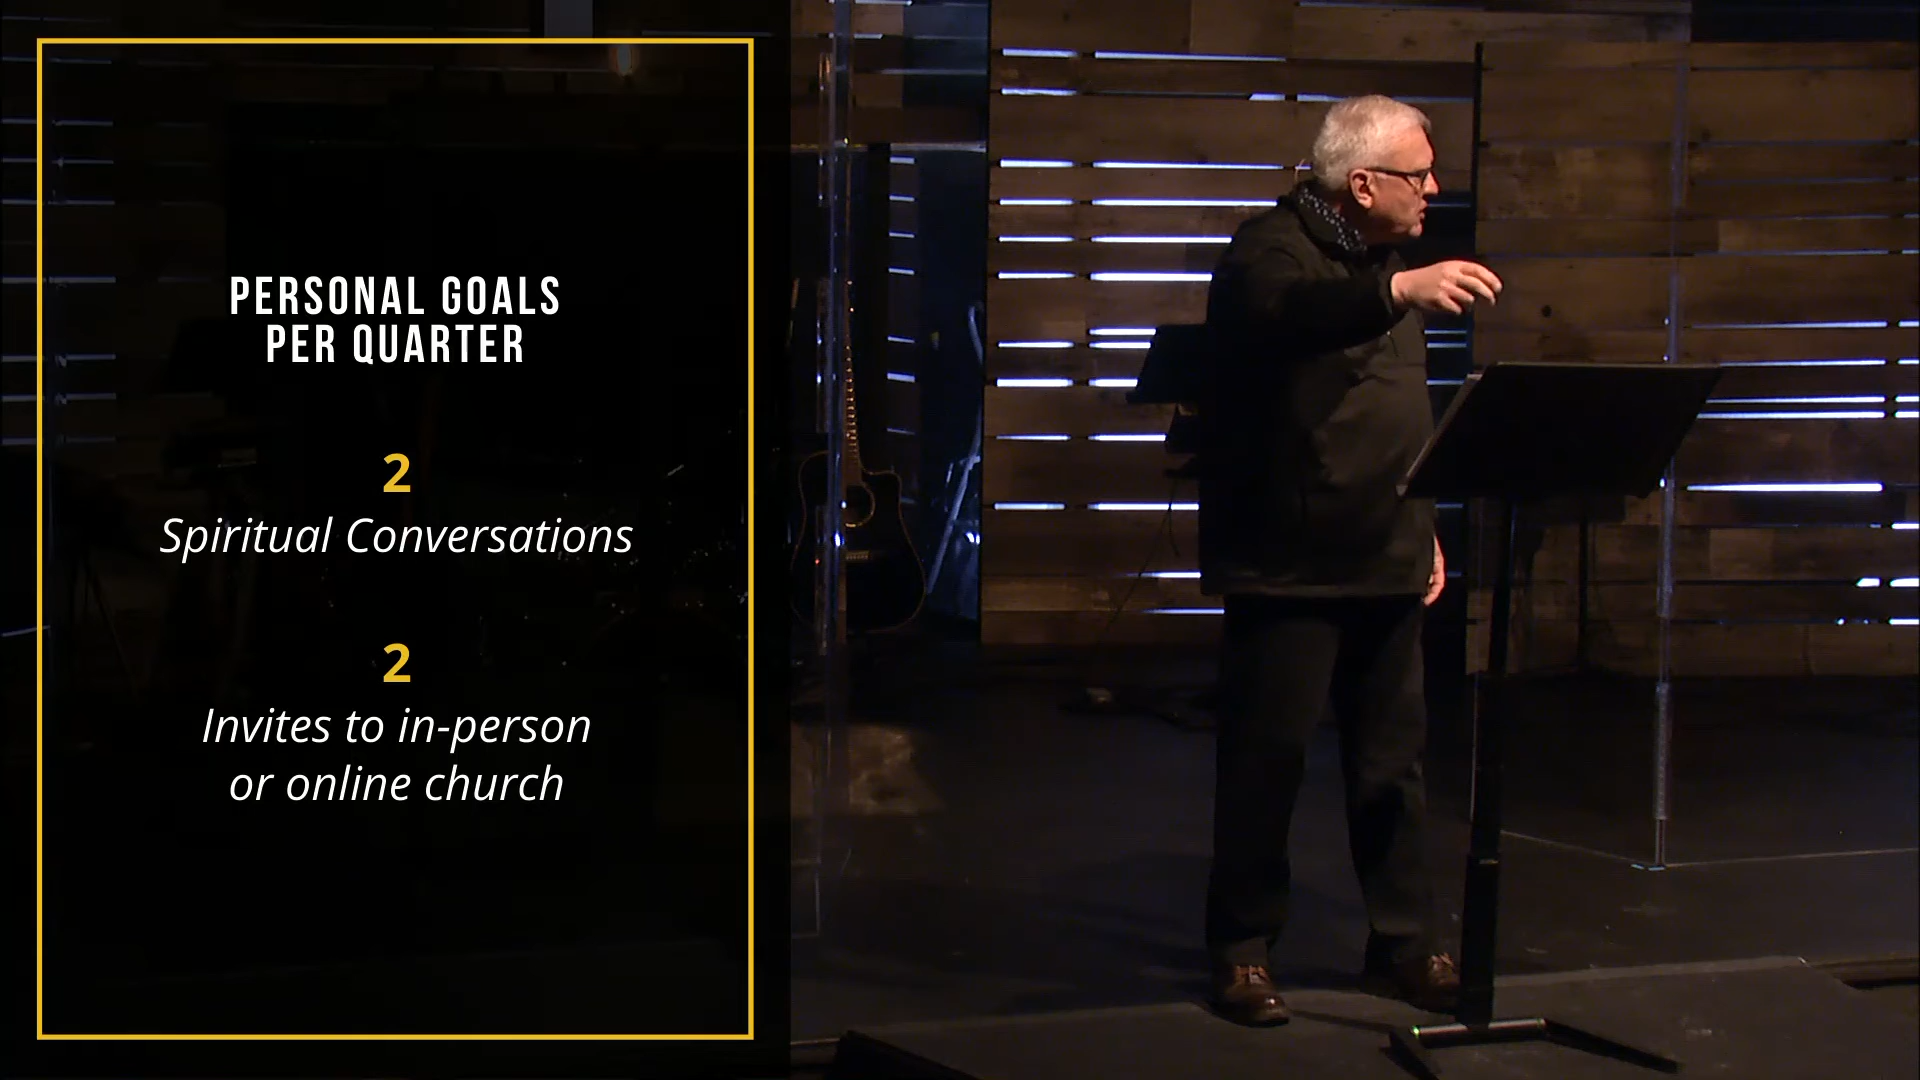 PERSONAL GOALS
PER QUARTER
2
Spiritual Conversations
2
Invites to in-person
or online church